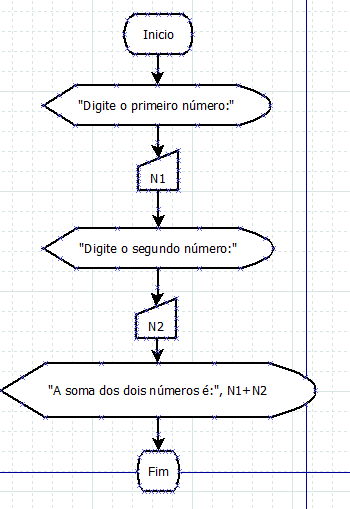 Inicio
"Digite o primeiro número:"
N1
"Digite o segundo número:"
N2
"A soma dos dois números é:", N1+N2
Fim